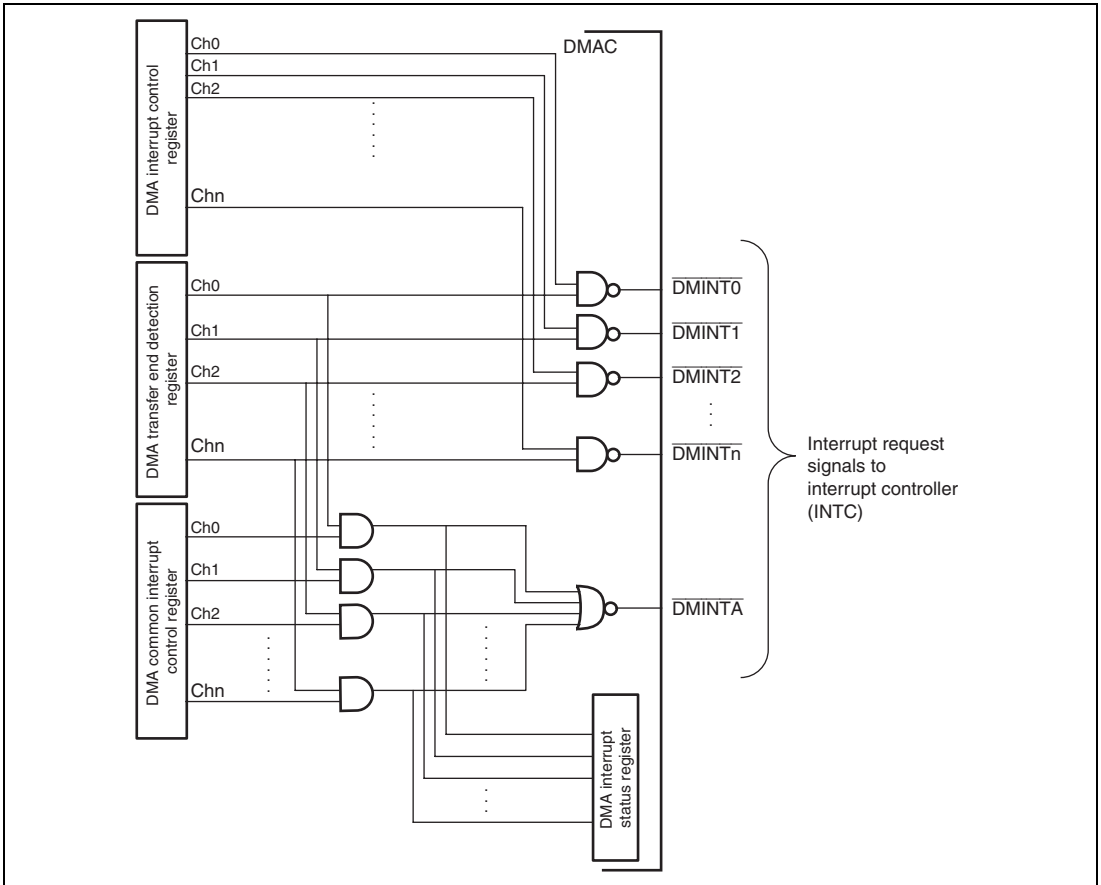 DMAC
DMA interrupt control
register
Ch0
Ch1
Ch2
Chn
DMA transfer end detection
register
Ch0
Ch1
Ch2
Chn
DMA common interrupt
control register
Ch0
Ch1
Ch2
Chn
DMINT0
DMINT1
DMINT2
DMINTn
DMINTA
Interrupt request
signals to
interrupt controller
(INTC)
DMA interrupt
status register